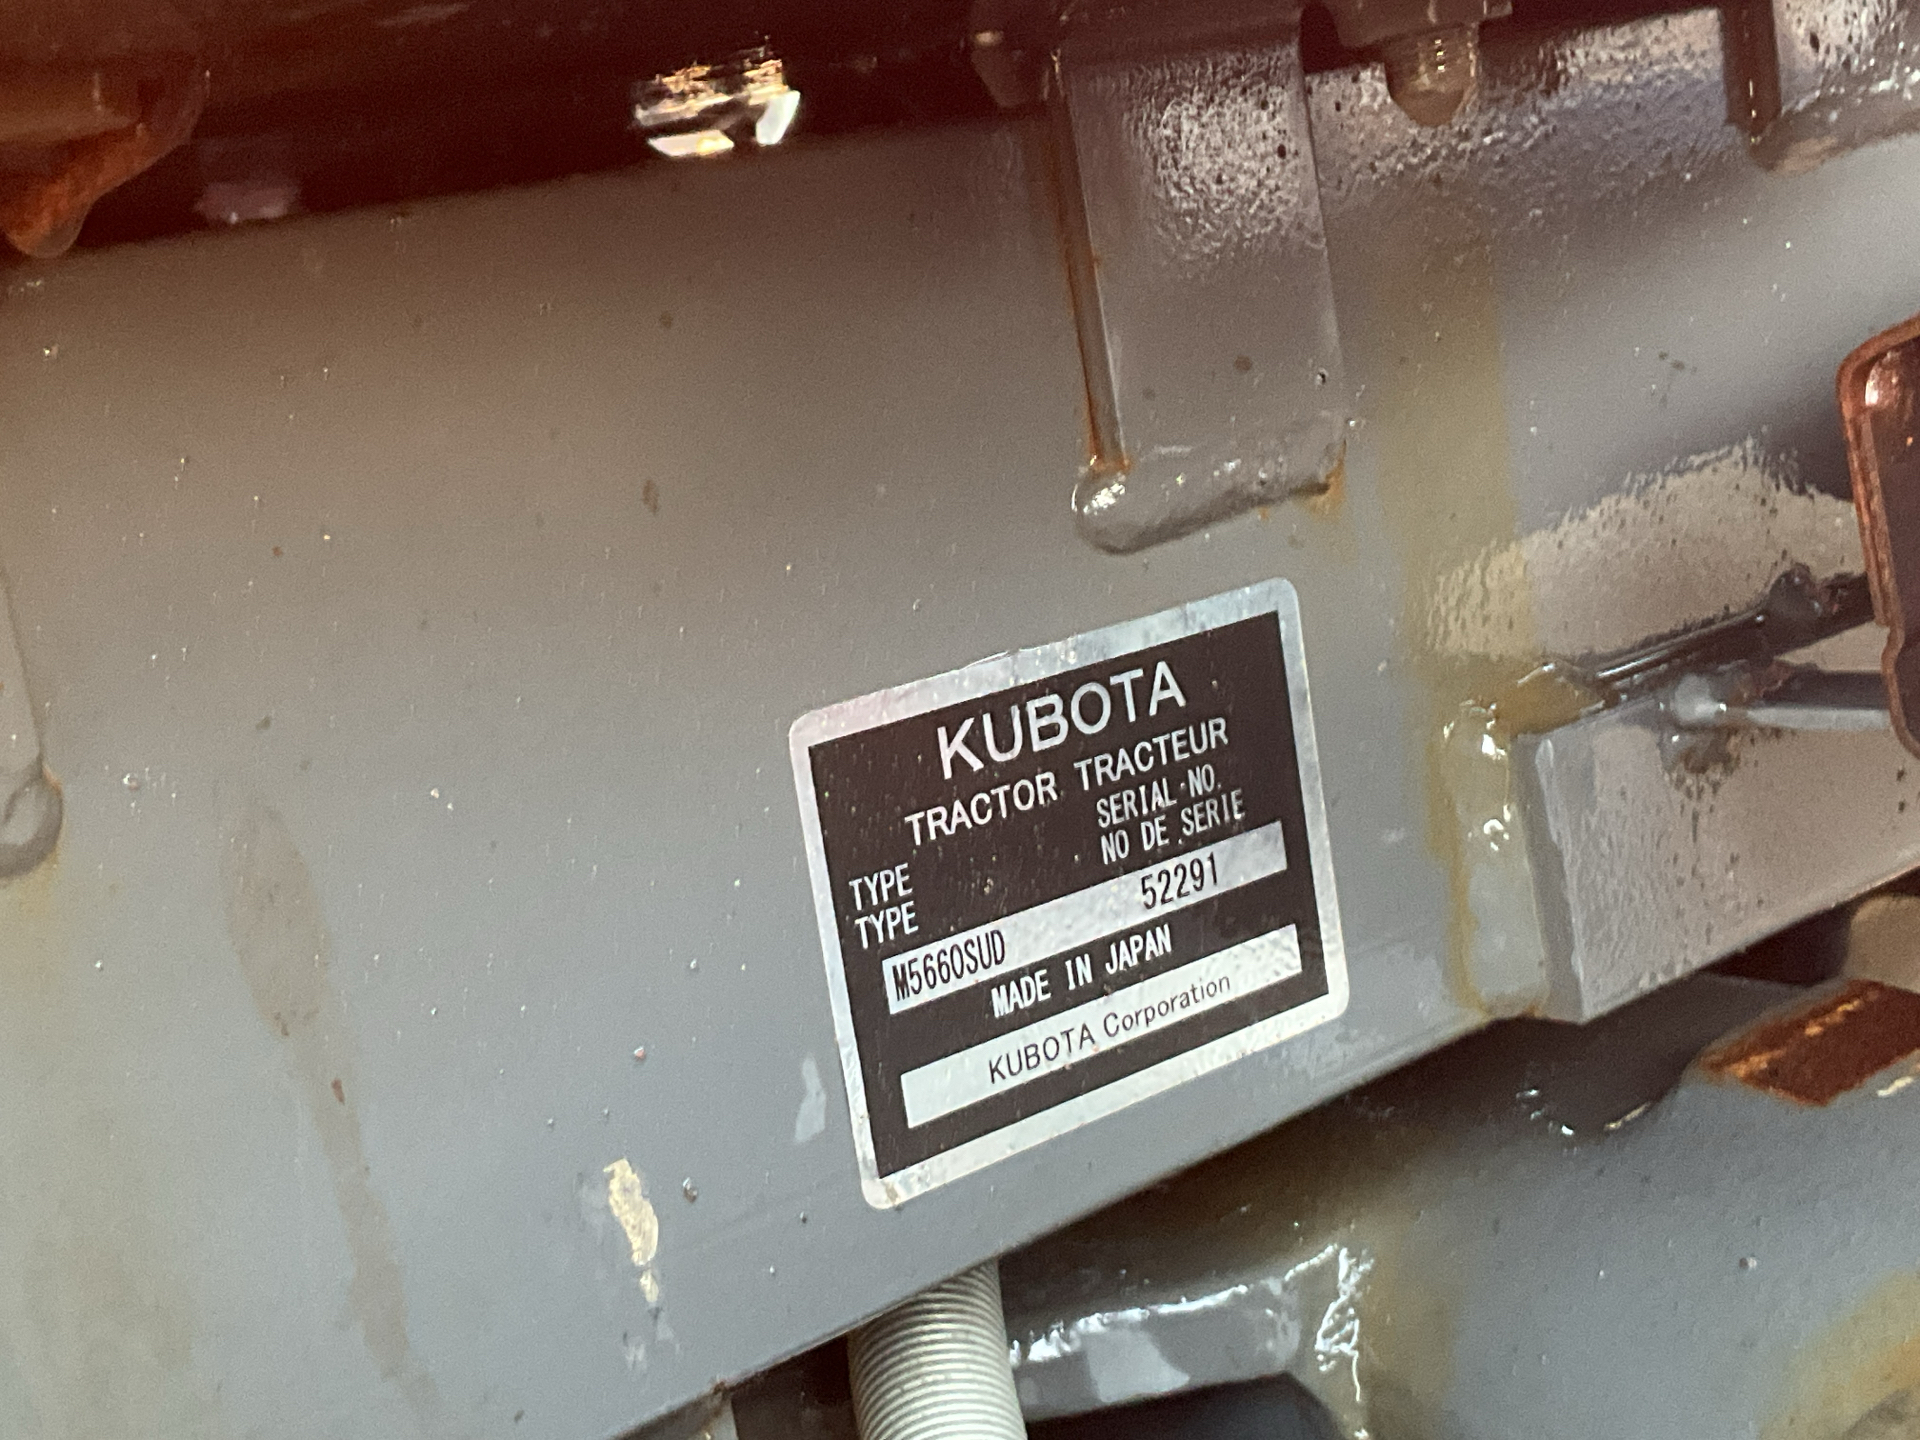 KUBOTA
TRACTOR TRACTEUR
SERIAL NO.
NO DE SERIE
TYPE
TYPE
M5660SUD 52291
MADE IN JAPAN
KUBOTA Corporation